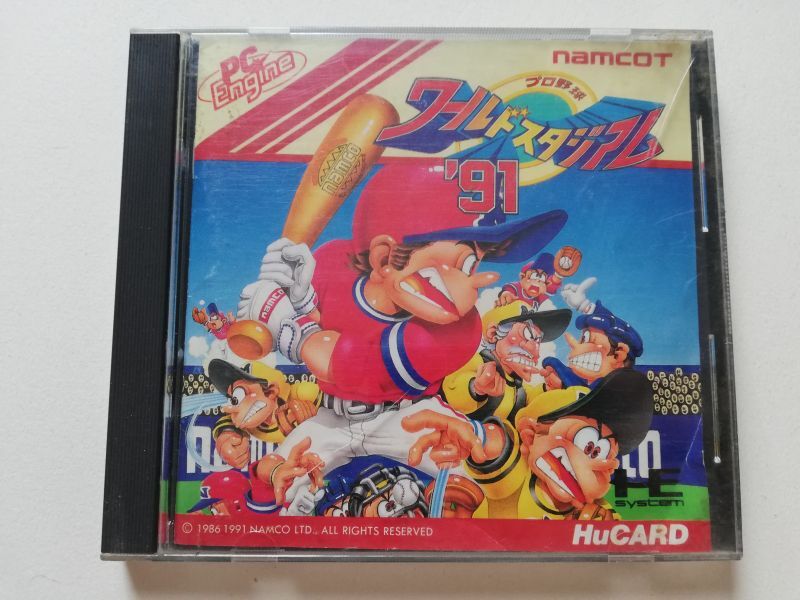 PC Engine
namcoT
プロ野球
ワールドスタジアム
'91
namco
namco
HE system
© 1986 1991 NAMCO LTD., ALL RIGHTS RESERVED
HuCARD